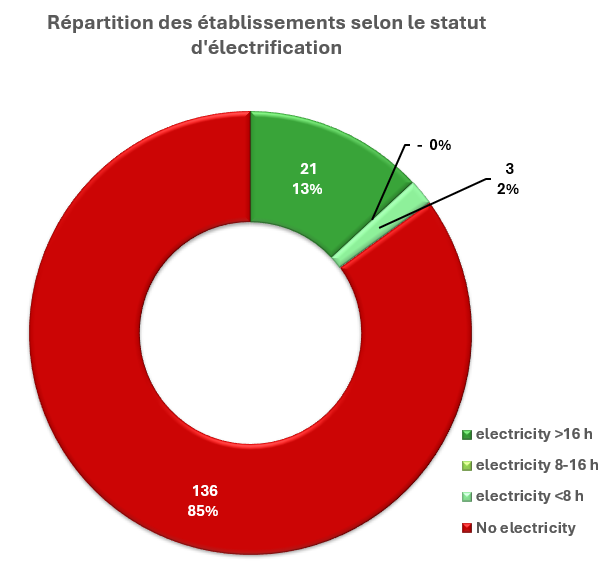 Répartition des établissements selon le statut
d'électrification
21
13%
- 0%
3
2%
136
85%
electricity >16 h
electricity 8-16 h
electricity <8 h
No electricity